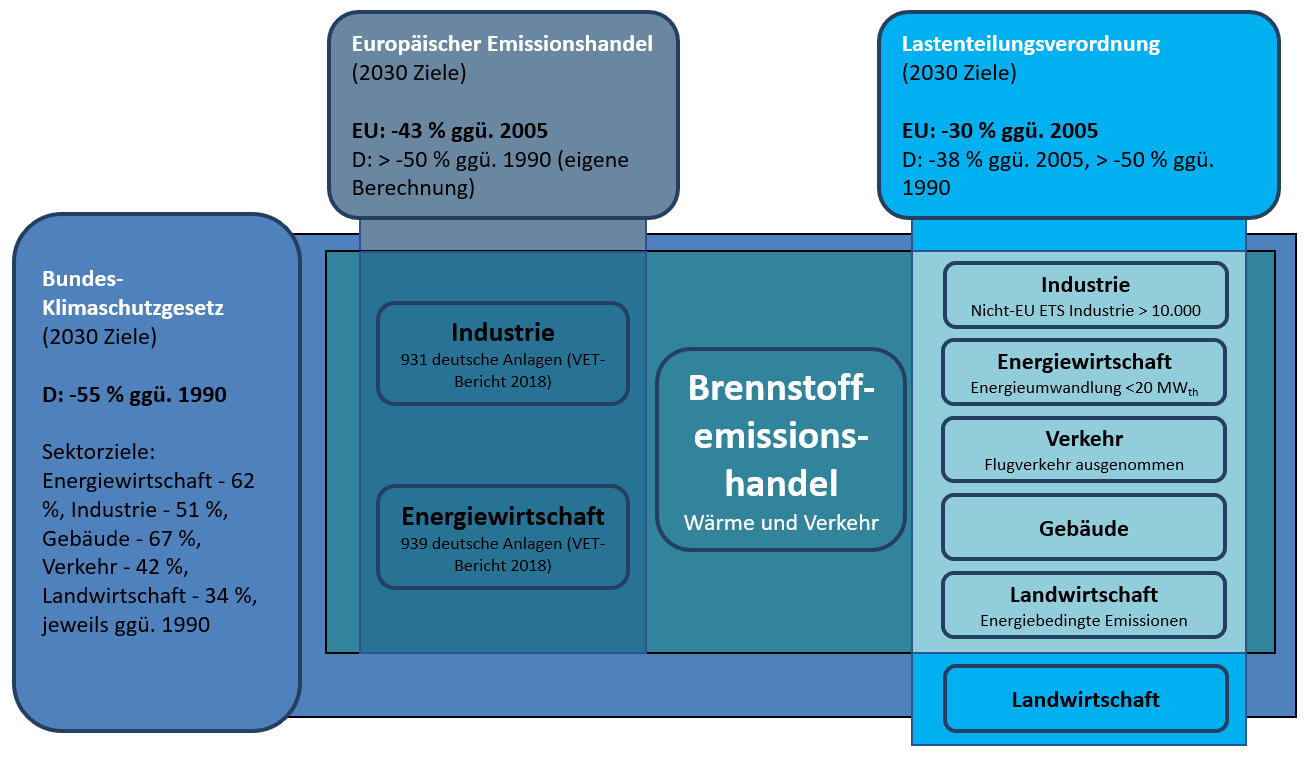 Europäischer Emissionshandel
(2030 Ziele)
EU: -43 % ggü. 2005
D: > -50 % ggü. 1990 (eigene
Berechnung)
Lastenteilungsverordnung
(2030 Ziele)
EU: -30 % ggü. 2005
D: -38 % ggü. 2005, > -50 % ggü.
1990
Bundes-
Klimaschutzgesetz
(2030 Ziele)
D: -55 % ggü. 1990
Sektorziele:
Energiewirtschaft - 62
%, Industrie - 51 %,
Gebäude - 67 %,
Verkehr - 42 %,
Landwirtschaft - 34 %,
jeweils ggü. 1990
Industrie
931 deutsche Anlagen (VET-
Bericht 2018)
Energiewirtschaft
939 deutsche Anlagen (VET-
Bericht 2018)
Brennstoff-
emissions-
handel
Wärme und Verkehr
Industrie
Nicht-EU ETS Industrie > 10.000
Energiewirtschaft
Energieumwandlung <20 MWth
Verkehr
Flugverkehr ausgenommen
Gebäude
Landwirtschaft
Energiebedingte Emissionen
Landwirtschaft